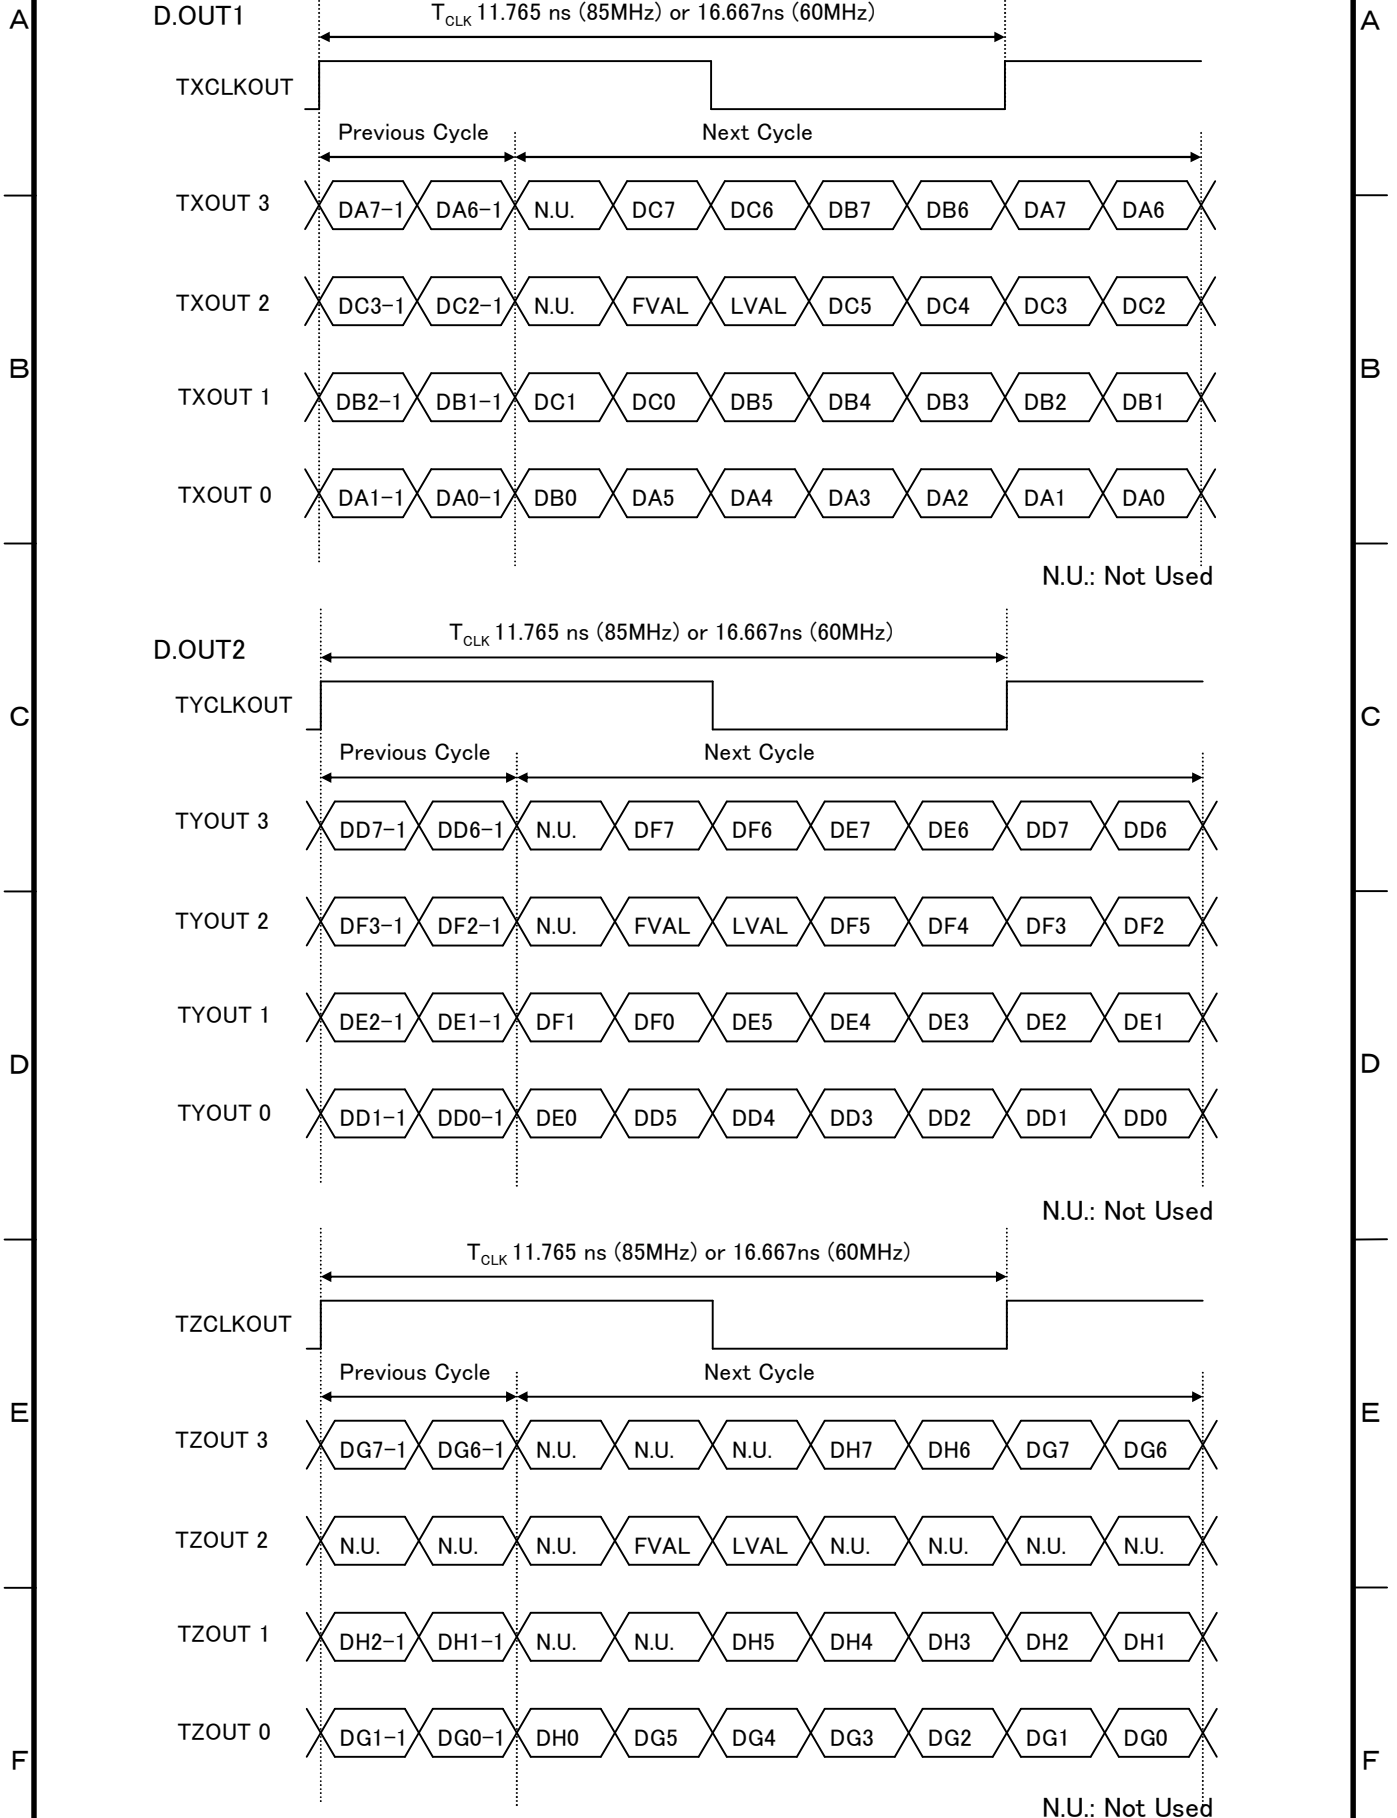 A D.OUT1 T_CLK 11.765 ns (85MHz) or 16.667ns (60MHz) A
TXCLKOUT
Previous Cycle Next Cycle
TXOUT 3 DA7-1 DA6-1 N.U. DC7 DC6 DB7 DB6 DA7 DA6
TXOUT 2 DC3-1 DC2-1 N.U. FVAL LVAL DC5 DC4 DC3 DC2
B B
TXOUT 1 DB2-1 DB1-1 DC1 DC0 DB5 DB4 DB3 DB2 DB1
TXOUT 0 DA1-1 DA0-1 DB0 DA5 DA4 DA3 DA2 DA1 DA0
N.U.: Not Used
T_CLK 11.765 ns (85MHz) or 16.667ns (60MHz)
D.OUT2
C TYCLKOUT C
Previous Cycle Next Cycle
TYOUT 3 DD7-1 DD6-1 N.U. DF7 DF6 DE7 DE6 DD7 DD6
TYOUT 2 DF3-1 DF2-1 N.U. FVAL LVAL DF5 DF4 DF3 DF2
TYOUT 1 DE2-1 DE1-1 DF1 DF0 DE5 DE4 DE3 DE2 DE1
D D
TYOUT 0 DD1-1 DD0-1 DE0 DD5 DD4 DD3 DD2 DD1 DD0
N.U.: Not Used
T_CLK 11.765 ns (85MHz) or 16.667ns (60MHz)
TZCLKOUT
Previous Cycle Next Cycle
E E
TZOUT 3 DG7-1 DG6-1 N.U. N.U. N.U. DH7 DH6 DG7 DG6
TZOUT 2 N.U. N.U. N.U. FVAL LVAL N.U. N.U. N.U. N.U.
TZOUT 1 DH2-1 DH1-1 N.U. N.U. DH5 DH4 DH3 DH2 DH1
TZOUT 0 DG1-1 DG0-1 DH0 DG5 DG4 DG3 DG2 DG1 DG0
F F
N.U.: Not Used